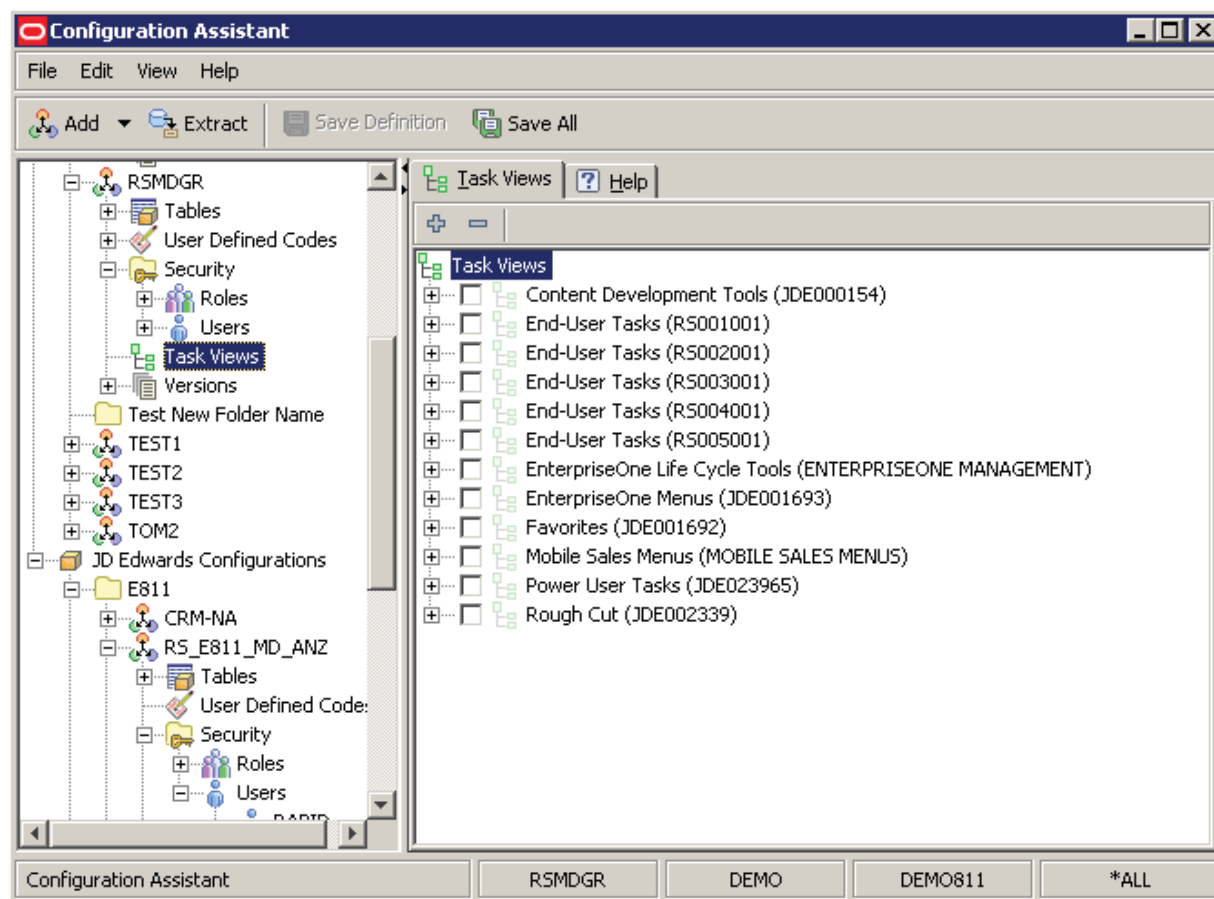 Configuration Assistant
File Edit View Help
Add Extract Save Definition Save All
RSMDGR
Tables
User Defined Codes
Security
Roles
Users
Task Views
Versions
Test New Folder Name
TEST1
TEST2
TEST3
TOM2
JD Edwards Configurations
E811
CRM-NA
RS_E811_MD_ANZ
Tables
User Defined Code
Security
Roles
Users
Task Views Help
Task Views
Content Development Tools (JDE000154)
End-User Tasks (RS001001)
End-User Tasks (RS002001)
End-User Tasks (RS003001)
End-User Tasks (RS004001)
End-User Tasks (RS005001)
EnterpriseOne Life Cycle Tools (ENTERPRISEONE MANAGEMENT)
EnterpriseOne Menus (JDE001693)
Favorites (JDE001692)
Mobile Sales Menus (MOBILE SALES MENUS)
Power User Tasks (JDE023965)
Rough Cut (JDE002339)
Configuration Assistant RSMDGR DEMO DEMO811 *ALL